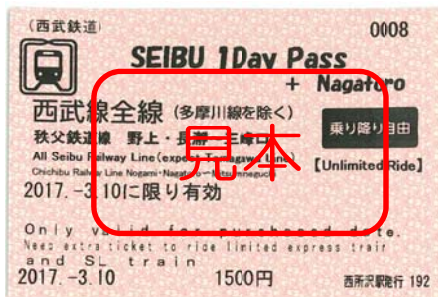 (西武鉄道) 0008
SEIBU 1Day Pass
+ Nagatoro
西武線全線 (多摩川線を除く)
乗り降り自由
秩父鉄道線 野上・長瀞 三峰口
All Seibu Railway Line(expect Tamagawa Line)
【Unlimited Ride】
Chichibu Railway Line Nogami・Nagatoro〜Mitsumineguchi
2017.-3.10に限り有効
見本
Only valid for purchased date.
Need extra ticket to ride limited express train
and SL train
2017.-3.10 1500円 西所沢駅発行 192